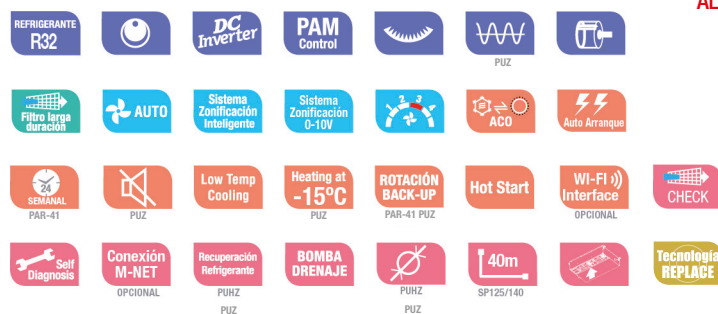 AL
REFRIGERANTE
R32
DC
Inverter
PAM
Control
PUZ
Filtro larga
duración
AUTO
Sistema
Zonificación
Inteligente
Sistema
Zonificación
0-10V
1 2 3 4
ACO
Auto Arranque
24
SEMANAL
PAR-41
PUZ
Low Temp
Cooling
Heating at
-15ºC
PUZ
ROTACIÓN
BACK-UP
PAR-41 PUZ
Hot Start
WI-FI
Interface
OPCIONAL
CHECK
Self
Diagnosis
Conexión
M-NET
OPCIONAL
Recuperación
Refrigerante
PUHZ
PUZ
BOMBA
DRENAJE
PUHZ
PUZ
40m
SP125/140
Tecnología
REPLACE